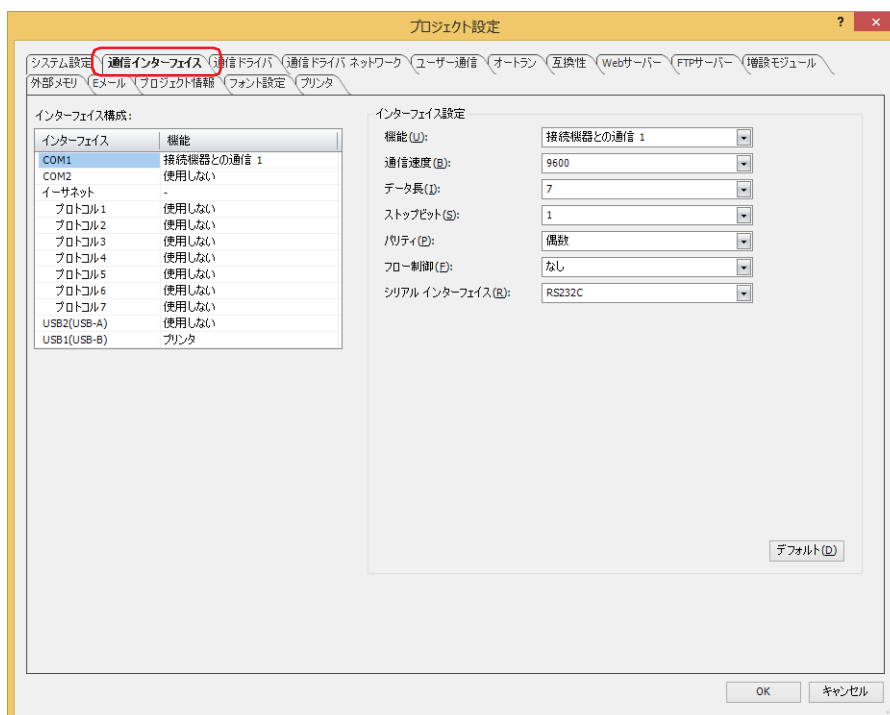 プロジェクト設定
? ×
システム設定 通信インターフェイス 通信ドライバ 通信ドライバ ネットワーク ユーザー通信 オートラン 互換性 Webサーバー FTPサーバー 増設モジュール
外部メモリ Eメール プロジェクト情報 フォント設定 プリンタ
インターフェイス構成:
インターフェイス 機能
COM1 接続機器との通信 1
COM2 使用しない
イーサネット -
プロトコル1 使用しない
プロトコル2 使用しない
プロトコル3 使用しない
プロトコル4 使用しない
プロトコル5 使用しない
プロトコル6 使用しない
プロトコル7 使用しない
USB2(USB-A) 使用しない
USB1(USB-B) プリンタ
インターフェイス設定
機能(U): 接続機器との通信 1
通信速度(B): 9600
データ長(I): 7
ストップビット(S): 1
パリティ(P): 偶数
フロー制御(F): なし
シリアル インターフェイス(R): RS232C
デフォルト(D)
OK キャンセル